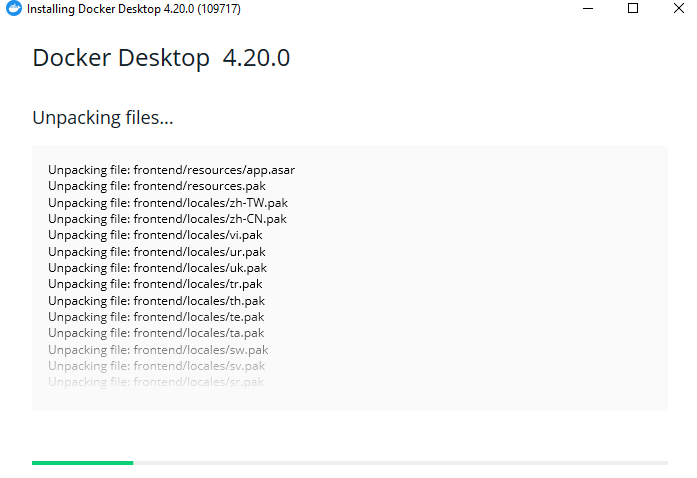 Installing Docker Desktop 4.20.0 (109717)
Docker Desktop 4.20.0
Unpacking files...
Unpacking file: frontend/resources/app.asar
Unpacking file: frontend/resources.pak
Unpacking file: frontend/locales/zh-TW.pak
Unpacking file: frontend/locales/zh-CN.pak
Unpacking file: frontend/locales/vi.pak
Unpacking file: frontend/locales/ur.pak
Unpacking file: frontend/locales/uk.pak
Unpacking file: frontend/locales/tr.pak
Unpacking file: frontend/locales/th.pak
Unpacking file: frontend/locales/te.pak
Unpacking file: frontend/locales/ta.pak
Unpacking file: frontend/locales/sw.pak
Unpacking file: frontend/locales/sv.pak
Unpacking file: frontend/locales/sr.pak